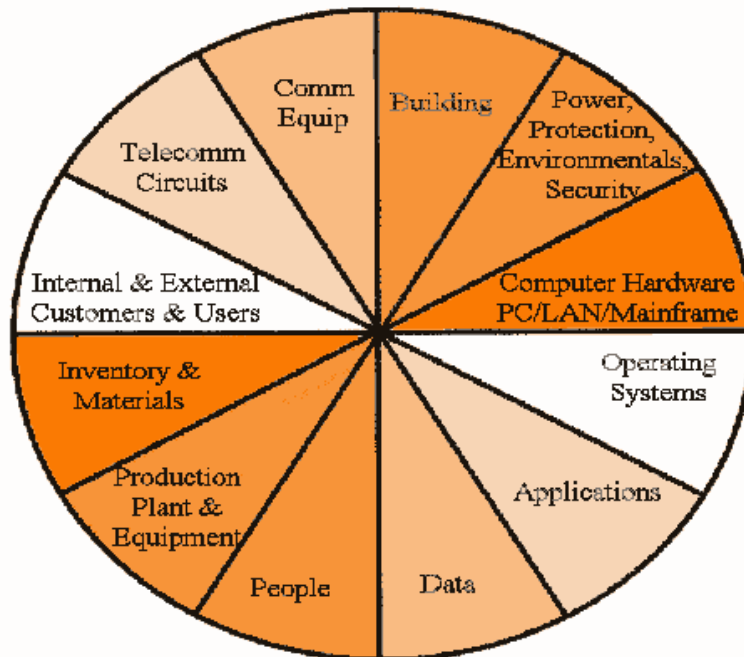 Comm
Equip
Building
Power,
Protection,
Environmentals,
Security
Computer Hardware
PC/LAN/Mainframe
Operating
Systems
Applications
Data
People
Production
Plant &
Equipment
Inventory &
Materials
Internal & External
Customers & Users
Telecomm
Circuits